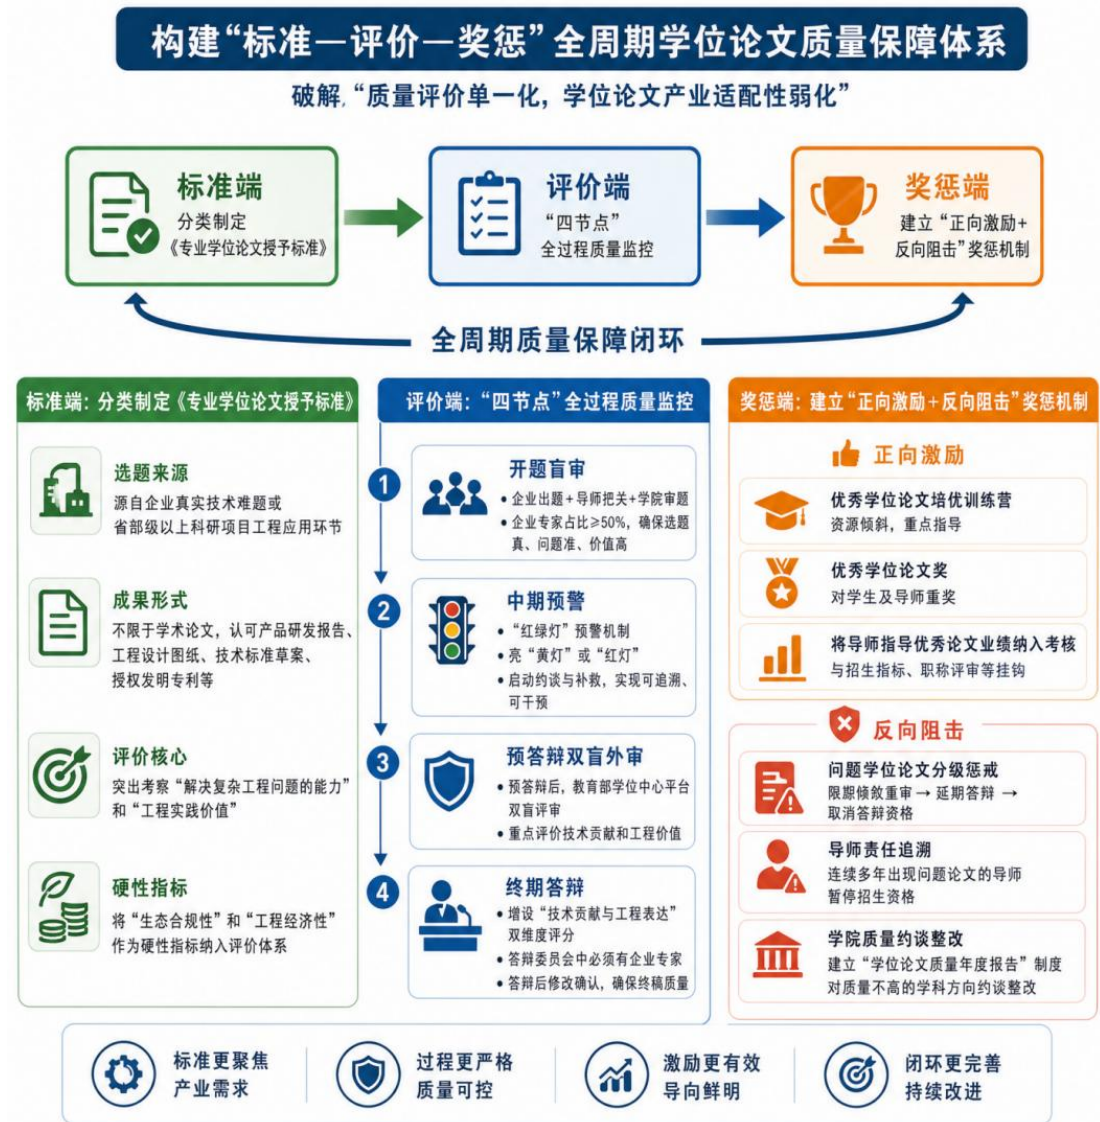 构建“标准—评价—奖惩”全周期学位论文质量保障体系
破解,“质量评价单一化，学位论文产业适配性弱化”
标准端
分类制定
《专业学位论文授予标准》
评价端
“四节点”
全过程质量监控
奖惩端
建立“正向激励+
反向阻击”奖惩机制
全周期质量保障闭环
标准端：分类制定《专业学位论文授予标准》
选题来源
源自企业真实技术难题或
省部级以上科研项目工程应用环节
成果形式
不限于学术论文，认可产品研发报告、
工程设计图纸、技术标准草案、
授权发明专利等
评价核心
突出考察“解决复杂工程问题的能力”
和“工程实践价值”
硬性指标
将“生态合规性”和“工程经济性”
作为硬性指标纳入评价体系
评价端：“四节点”全过程质量监控
1
开题盲审
• 企业出题+导师把关+学院审题
• 企业专家占比≥50%，确保选题
真、问题准、价值高
2
中期预警
• “红绿灯”预警机制
• 亮“黄灯”或“红灯”
• 启动约谈与补救，实现可追溯、
可干预
3
预答辩双盲外审
• 预答辩后，教育部学位中心平台
双盲评审
• 重点评价技术贡献和工程价值
4
终期答辩
• 增设“技术贡献与工程表达”
双维度评分
• 答辩委员会中必须有企业专家
• 答辩后修改确认，确保终稿质量
奖惩端：建立“正向激励+反向阻击”奖惩机制
正向激励
优秀学位论文培优训练营
资源倾斜，重点指导
优秀学位论文奖
对学生及导师重奖
将导师指导优秀论文业绩纳入考核
与招生指标、职称评审等挂钩
反向阻击
问题学位论文分级惩戒
重审 → 延期答辩 →
取消答辩资格
导师责任追溯
连续多年出现问题论文的导师
暂停招生资格
学院质量约谈整改
建立“学位论文质量年度报告”制度
对质量不高的学科方向约谈整改
标准更聚焦
产业需求
过程更严格
质量可控
激励更有效
导向鲜明
闭环更完善
持续改进